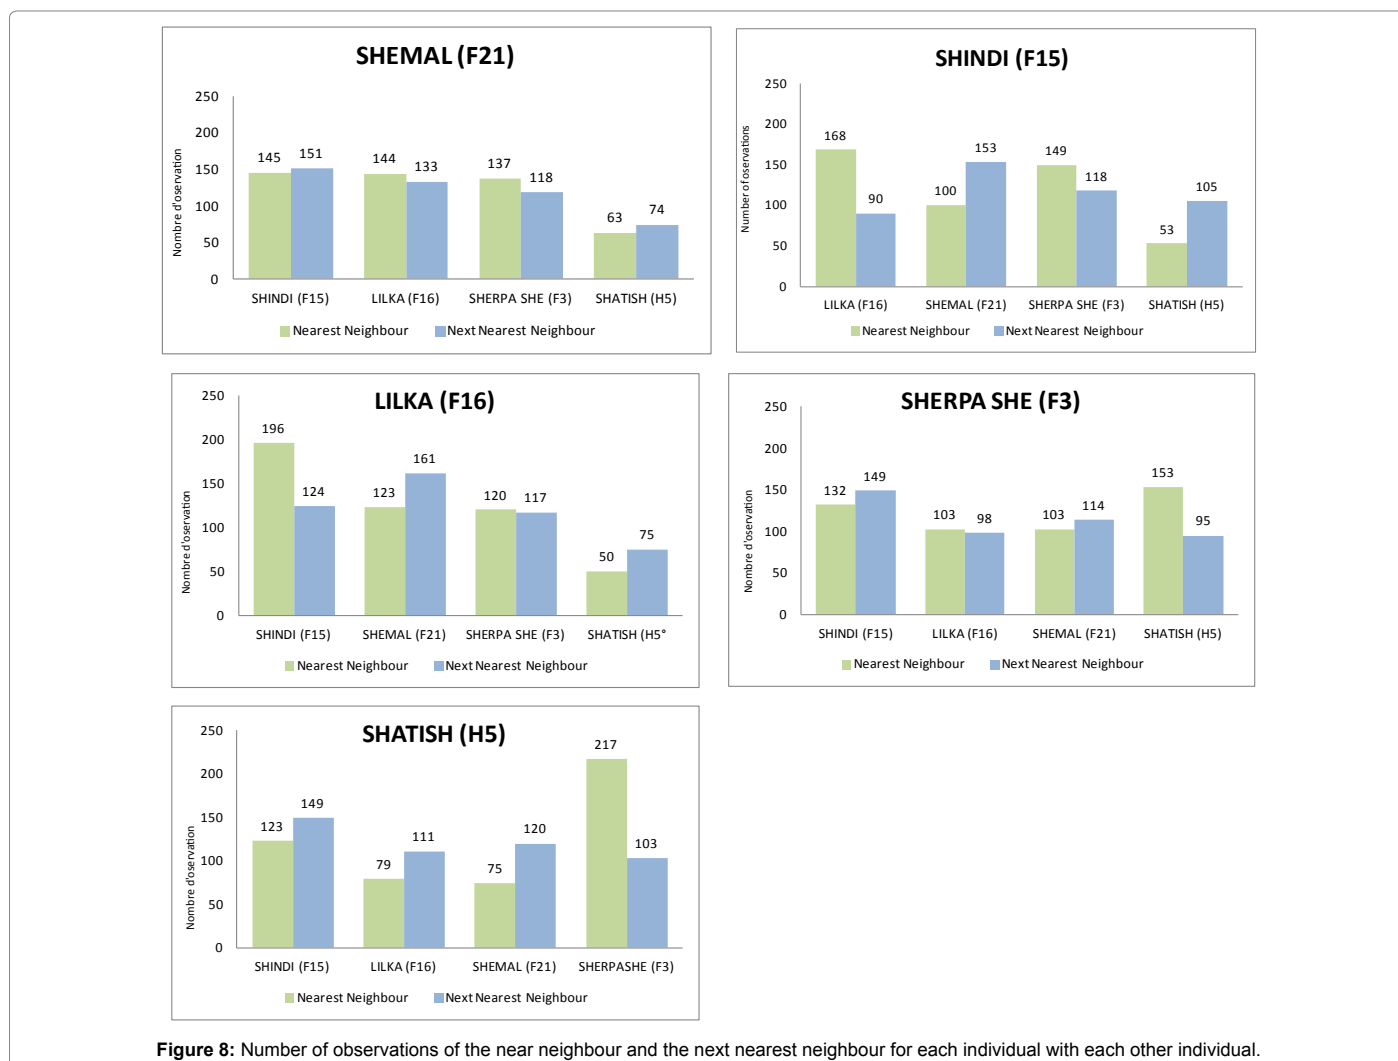 SHEMAL (F21)
250
200
150
100
50
0
Nombre d'oservation
145 151 144 133 137 118 63 74
SHINDI (F15) LILKA (F16) SHERPA SHE (F3) SHATISH (H5)
Nearest Neighbour Next Nearest Neighbour
SHINDI (F15)
250
200
150
100
50
0
Number of oservations
168 90 100 153 149 118 53 105
LILKA (F16) SHEMAL (F21) SHERPA SHE (F3) SHATISH (H5)
Nearest Neighbour Next Nearest Neighbour
LILKA (F16)
250
200
150
100
50
0
Nombre d'oservation
196 124 123 161 120 117 50 75
SHINDI (F15) SHEMAL (F21) SHERPA SHE (F3) SHATISH (H5°
Nearest Neighbour Next Nearest Neighbour
SHERPA SHE (F3)
250
200
150
100
50
0
Nombre d'oservation
132 149 103 98 103 114 153 95
SHINDI (F15) LILKA (F16) SHEMAL (F21) SHATISH (H5)
Nearest Neighbour Next Nearest Neighbour
SHATISH (H5)
250
200
150
100
50
0
Nombre d'oservation
123 149 79 111 75 120 217 103
SHINDI (F15) LILKA (F16) SHEMAL (F21) SHERPASHE (F3)
Nearest Neighbour Next Nearest Neighbour
Figure 8: Number of observations of the near neighbour and the next nearest neighbour for each individual with each other individual.